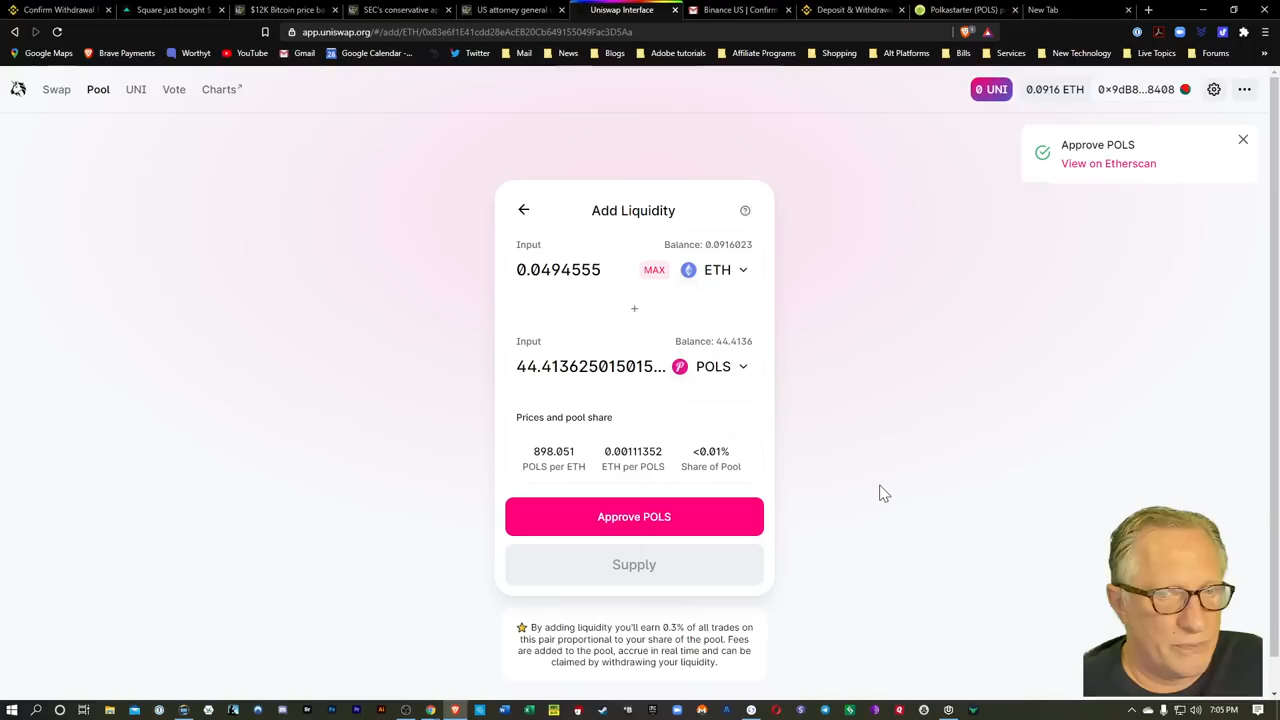 Confirm Withdrawal
Square just bought $
$12K Bitcoin price ba
SEC's conservative ap
US attorney general r
Uniswap Interface
Binance US | Confirm
Deposit & Withdraw
Polkastarter (POLS) p
New Tab
app.uniswap.org/#/add/ETH/0x83e6f1E41cdd28eAcEB20Cb649155049Fac3D5Aa
Google Maps
Brave Payments
Worthy
YouTube
Gmail
Google Calendar -...
Twitter
Mail
News
Blogs
Adobe tutorials
Affiliate Programs
Shopping
Alt Platforms
Bills
Services
New Technology
Live Topics
Forums
Swap
Pool
UNI
Vote
Charts↗
0 UNI
0.0916 ETH
0x9dB8...8408
Approve POLS
View on Etherscan
Add Liquidity
Input
Balance: 0.0916023
0.0494555
MAX
ETH
+
Input
Balance: 44.4136
44.413625015015...
POLS
Prices and pool share
898.051
0.00111352
<0.01%
POLS per ETH
ETH per POLS
Share of Pool
Approve POLS
Supply
⭐ By adding liquidity you'll earn 0.3% of all trades on
this pair proportional to your share of the pool. Fees
are added to the pool, accrue in real time and can be
claimed by withdrawing your liquidity.
7:05 PM